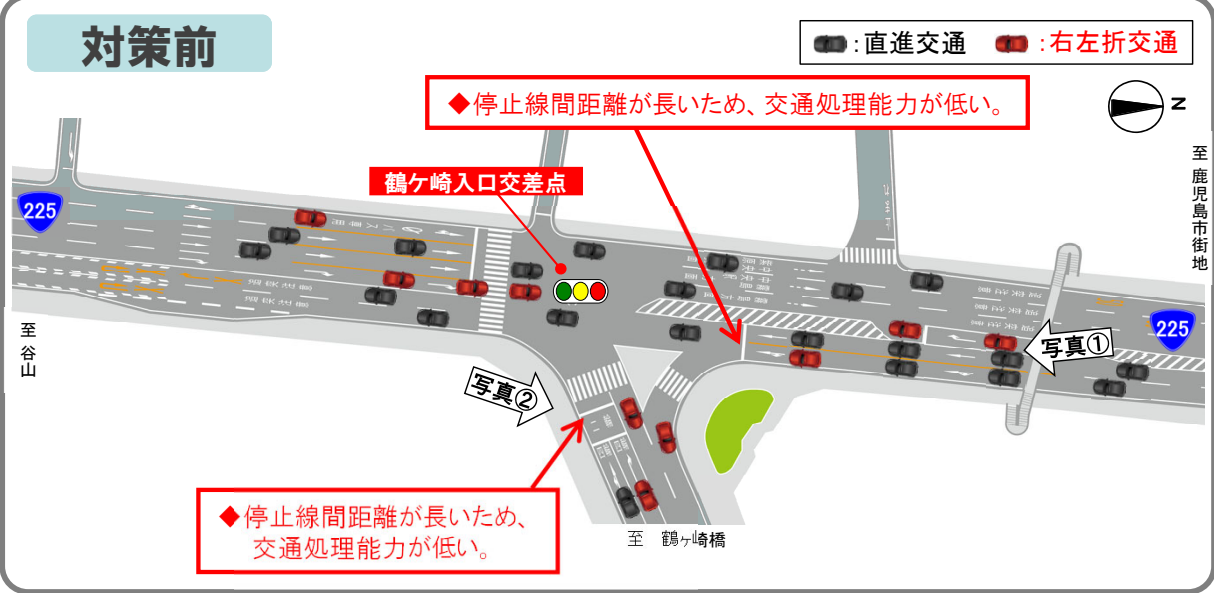 対策前
:直進交通
:右左折交通
◆停止線間距離が長いため、交通処理能力が低い。
N
至 鹿児島市街地
鶴ケ崎入口交差点
225
225
至 谷山
写真①
写真②
◆停止線間距離が長いため、
交通処理能力が低い。
至 鶴ヶ崎橋